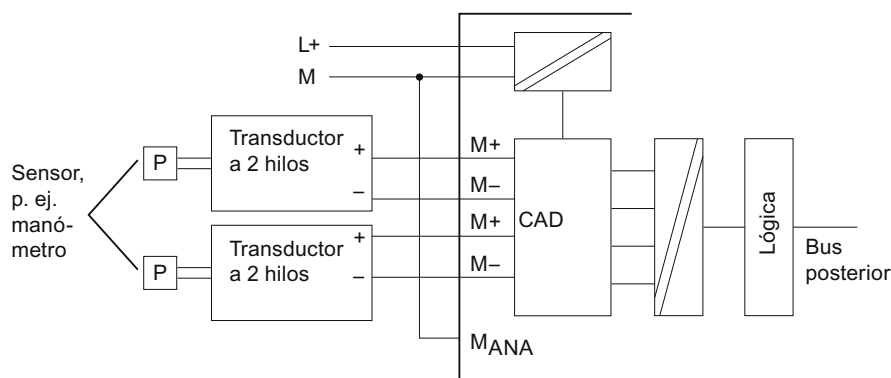 L+
M
Sensor,
p. ej.
manó-
metro
P
Transductor
a 2 hilos
+
–
M+
M–
P
Transductor
a 2 hilos
+
–
M+
M–
CAD
Lógica
Bus
posterior
MANA